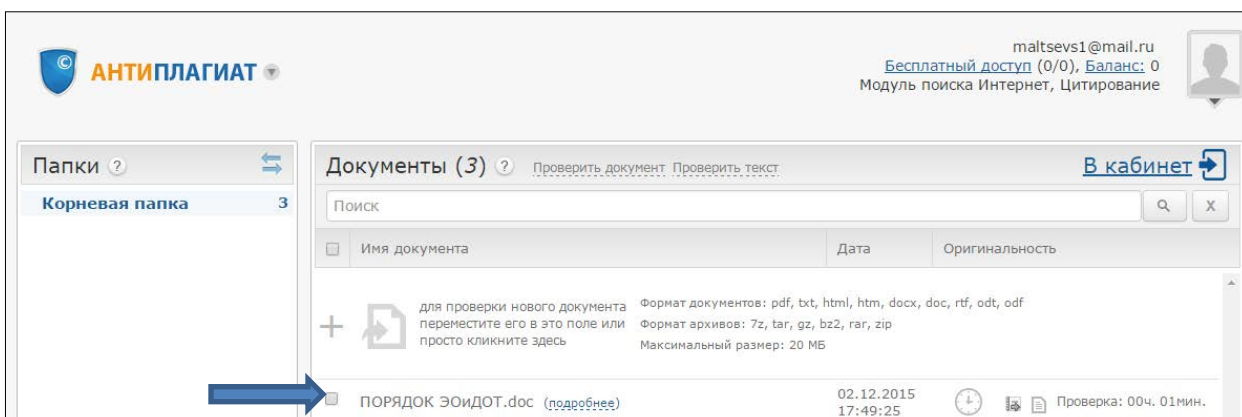 maltsevs1@mail.ru
© АНТИПЛАГИАТ
Бесплатный доступ (0/0), Баланс: 0
Модуль поиска Интернет, Цитирование
Папки ?
Документы (3) ? Проверить документ Проверить текст
В кабинет
Корневая папка 3
Поиск
X
Имя документа Дата Оригинальность
для проверки нового документа
переместите его в это поле или
просто кликните здесь
Формат документов: pdf, txt, html, htm, docx, doc, rtf, odt, odf
Формат архивов: 7z, tar, gz, bz2, rar, zip
Максимальный размер: 20 МБ
ПОРЯДОК ЭОиДОТ.doc (подробнее)
02.12.2015
17:49:25
Проверка: 00ч. 01мин.